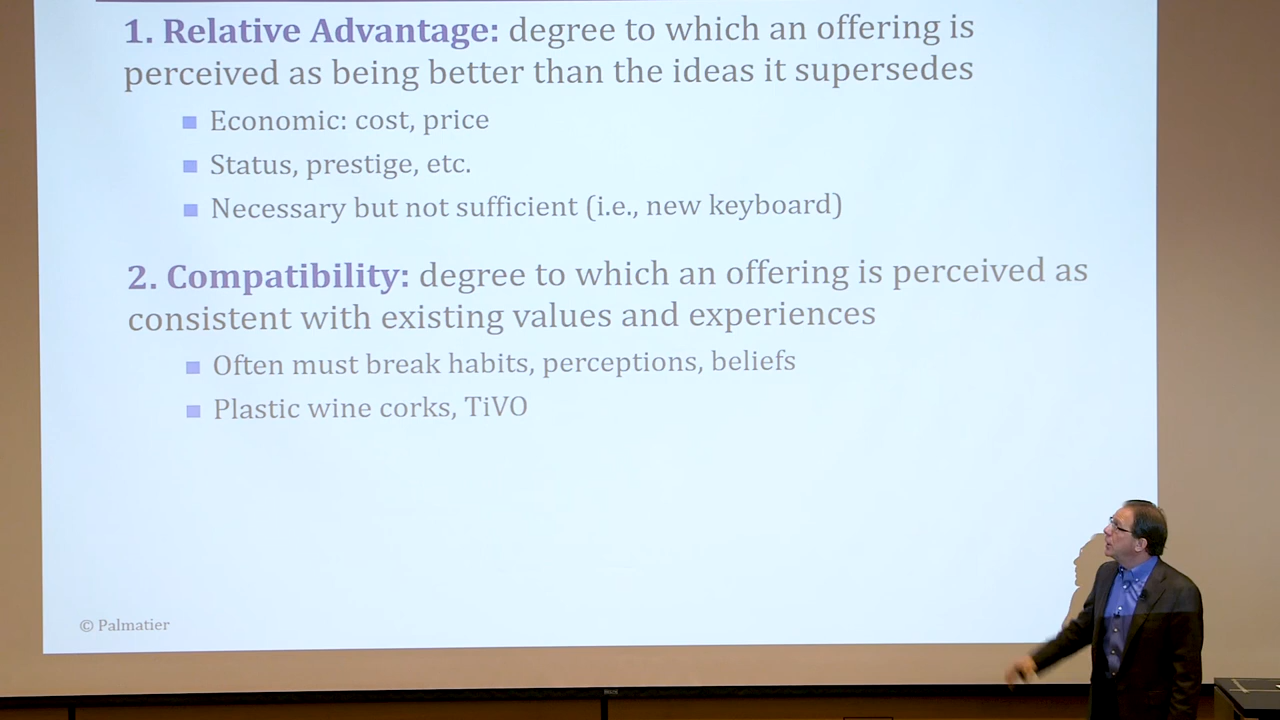 1. Relative Advantage: degree to which an offering is
perceived as being better than the ideas it supersedes
Economic: cost, price
Status, prestige, etc.
Necessary but not sufficient (i.e., new keyboard)
2. Compatibility: degree to which an offering is perceived as
consistent with existing values and experiences
Often must break habits, perceptions, beliefs
Plastic wine corks, TiVO
© Palmatier